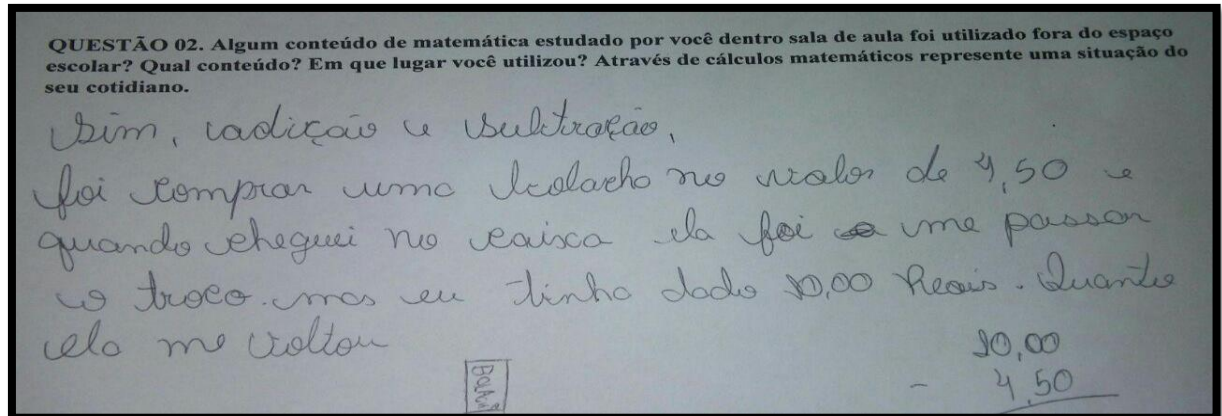 QUESTÃO 02. Algum conteúdo de matemática estudado por você dentro sala de aula foi utilizado fora do espaço
escolar? Qual conteúdo? Em que lugar você utilizou? Através de cálculos matemáticos represente uma situação do
seu cotidiano.
Sim, adição e Subtração,
foi comprar uma bolacho no valor de 4,50 e
quando cheguei no caixa ela foi me passar
o troco. mas eu tinha dado 10,00 Reais. Quanto
ela me voltou
10,00
- 4,50